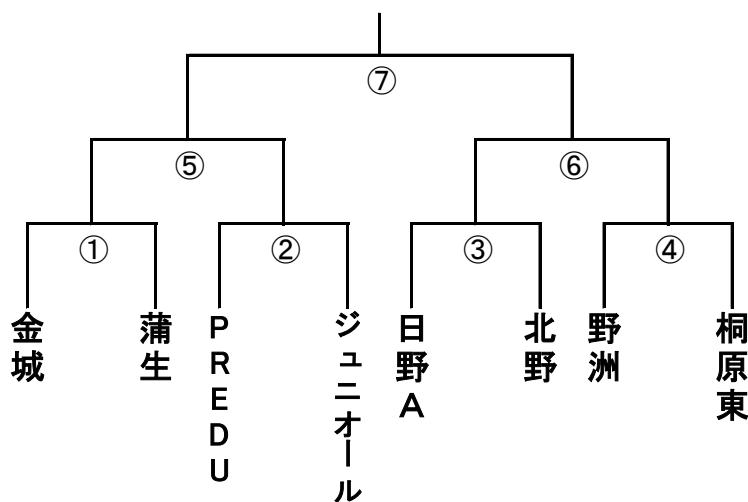 ⑦
⑤
⑥
①
②
③
④
金城
蒲生
PREDU
ジュニオール
日野A
北野
野洲
桐原東